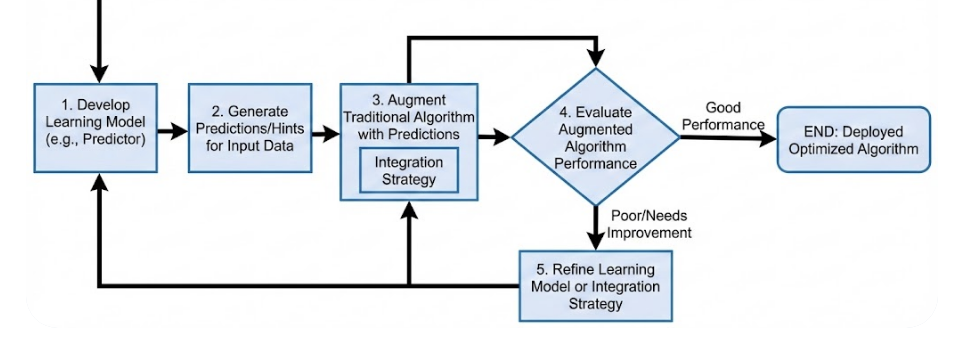 1. Develop
Learning Model
(e.g., Predictor)
2. Generate
Predictions/Hints
for Input Data
3. Augment
Traditional Algorithm
with Predictions
Integration
Strategy
4. Evaluate
Augmented
Algorithm
Performance
Good
Performance
END: Deployed
Optimized Algorithm
Poor/Needs
Improvement
5. Refine Learning
Model or Integration
Strategy